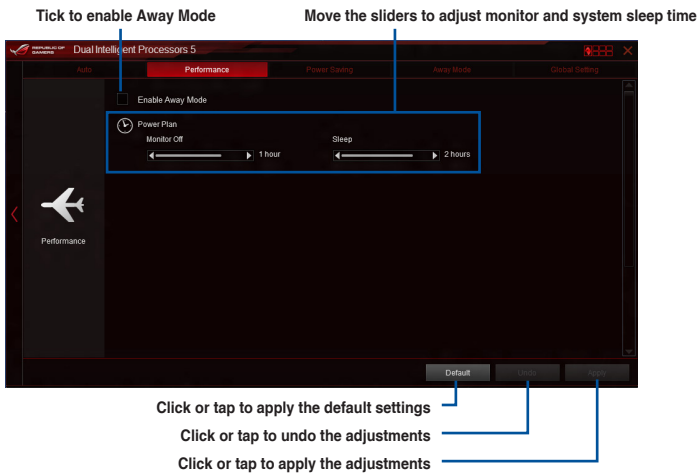 Tick to enable Away Mode
Move the sliders to adjust monitor and system sleep time
REPUBLIC OF GAMERS
Dual Intelligent Processors 5
Auto
Performance
Power Saving
Away Mode
Global Setting
Enable Away Mode
Power Plan
Monitor Off
Sleep
1 hour
2 hours
Performance
Default
Undo
Apply
Click or tap to apply the default settings
Click or tap to undo the adjustments
Click or tap to apply the adjustments